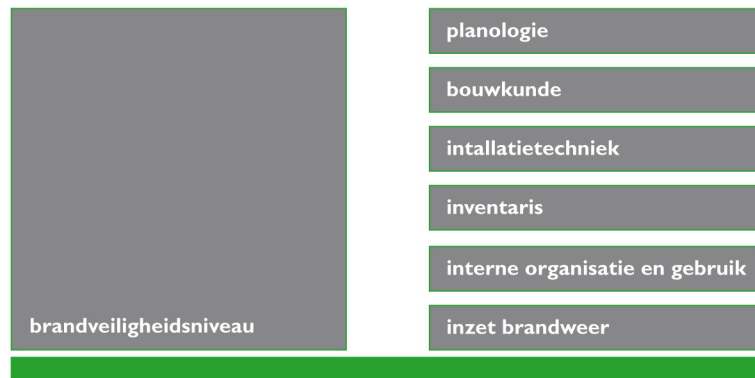 planologie
bouwkunde
intallatietechniek
inventaris
interne organisatie en gebruik
brandveiligheidsniveau
inzet brandweer